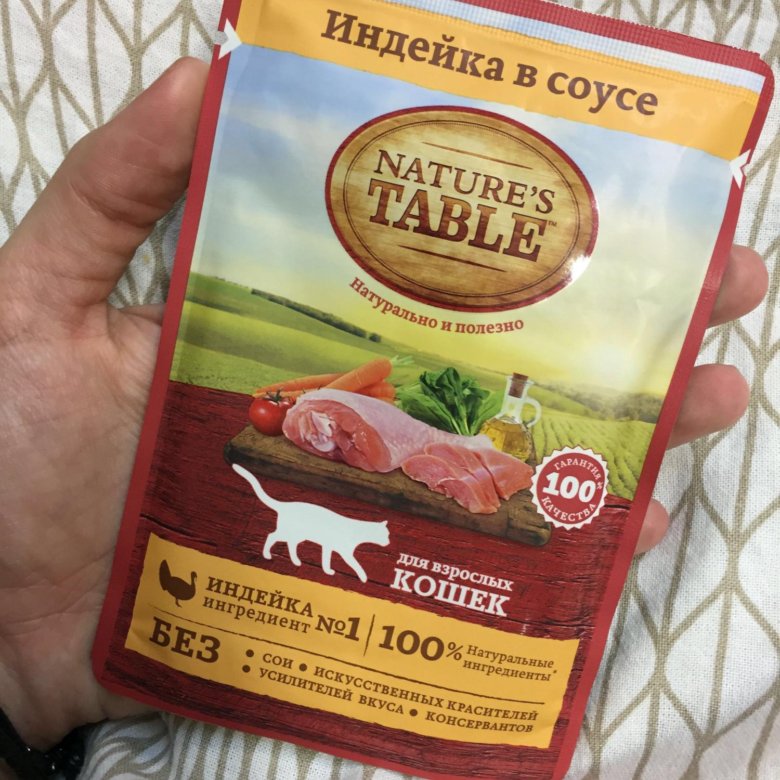 Индейка в соусе
NATURE'S
TABLE™
Натурально и полезно
ГАРАНТИЯ
100%
КАЧЕСТВА
для взрослых
КОШЕК
ИНДЕЙКА
ингредиент №1
100% Натуральные
ингредиенты*
БЕЗ
• СОИ • ИСКУССТВЕННЫХ КРАСИТЕЛЕЙ
• УСИЛИТЕЛЕЙ ВКУСА • КОНСЕРВАНТОВ